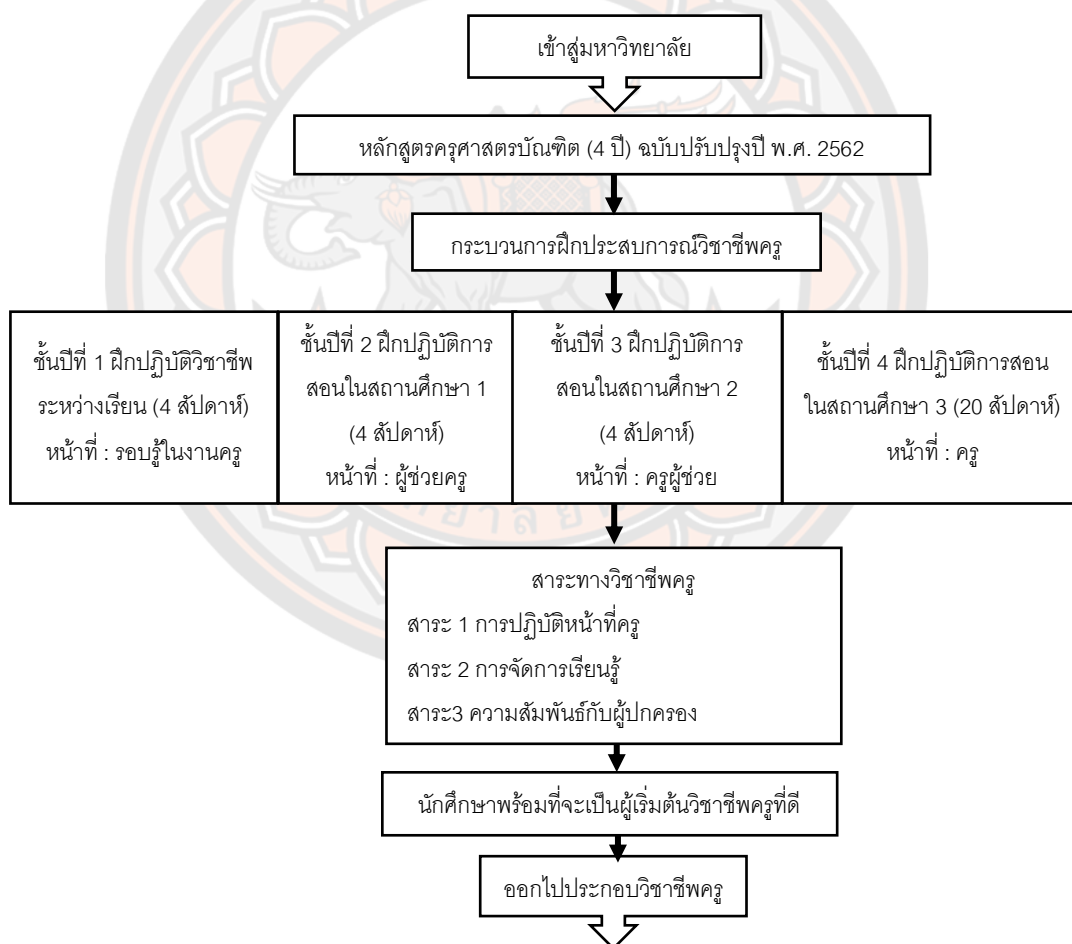 เข้าสู่มหาวิทยาลัย
หลักสูตรครุศาสตรบัณฑิต (4 ปี) ฉบับปรับปรุงปี พ.ศ. 2562
กระบวนการฝึกประสบการณ์วิชาชีพครู
ชั้นปีที่ 1 ฝึกปฏิบัติวิชาชีพ
ระหว่างเรียน (4 สัปดาห์)
หน้าที่ : รอบรู้ในงานครู
ชั้นปีที่ 2 ฝึกปฏิบัติการ
สอนในสถานศึกษา 1
(4 สัปดาห์)
หน้าที่ : ผู้ช่วยครู
ชั้นปีที่ 3 ฝึกปฏิบัติการ
สอนในสถานศึกษา 2
(4 สัปดาห์)
หน้าที่ : ครูผู้ช่วย
ชั้นปีที่ 4 ฝึกปฏิบัติการสอน
ในสถานศึกษา 3 (20 สัปดาห์)
หน้าที่ : ครู
สาระทางวิชาชีพครู
สาระ 1 การปฏิบัติหน้าที่ครู
สาระ 2 การจัดการเรียนรู้
สาระ3 ความสัมพันธ์กับผู้ปกครอง
นักศึกษาพร้อมที่จะเป็นผู้เริ่มต้นวิชาชีพครูที่ดี
ออกไปประกอบวิชาชีพครู